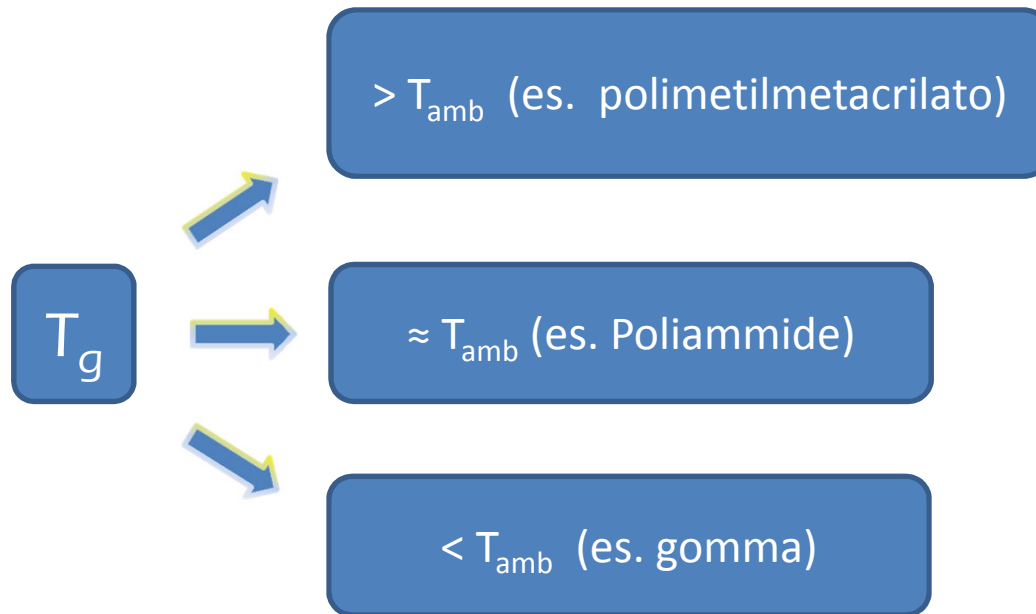 > Tamb (es. polimetilmetacrilato)
Tg
≈ Tamb (es. Poliammide)
< Tamb (es. gomma)